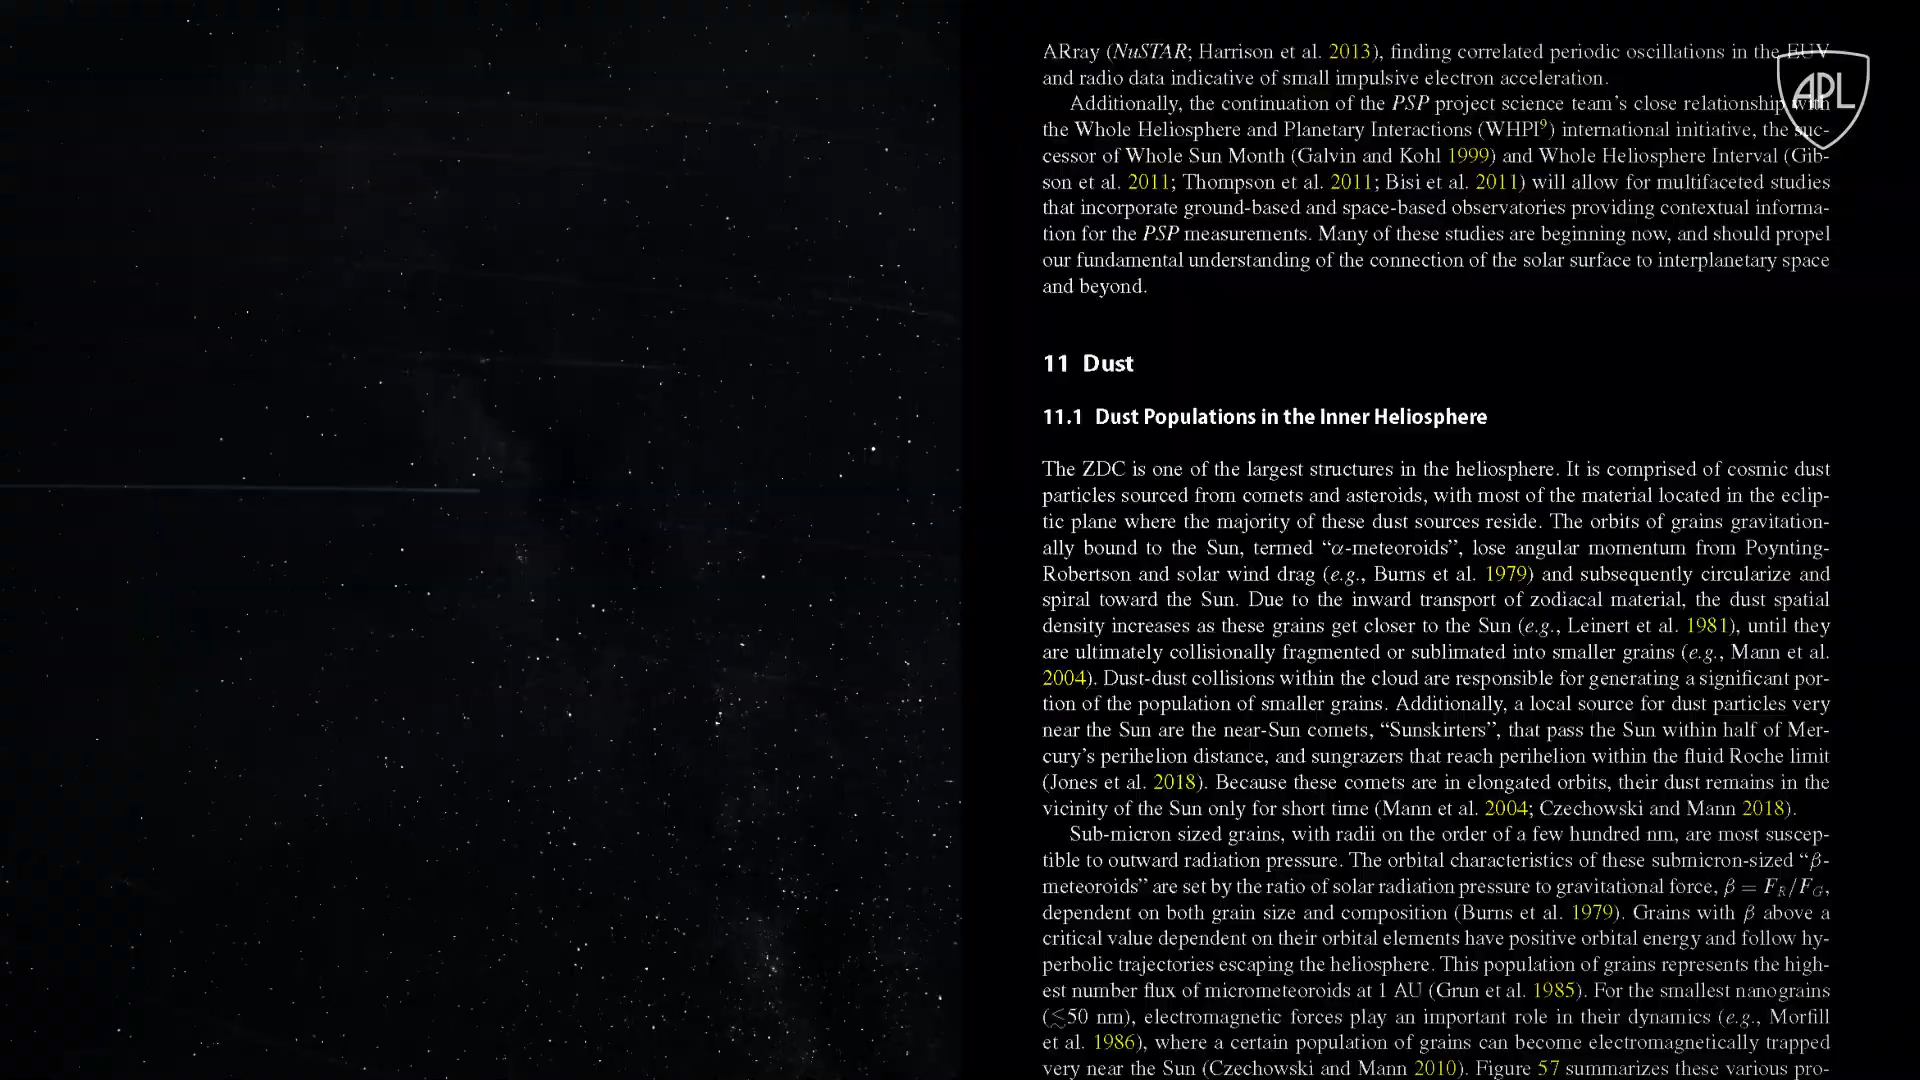 ARray (NuSTAR; Harrison et al. 2013), finding correlated periodic oscillations in the EUV
and radio data indicative of small impulsive electron acceleration.
Additionally, the continuation of the PSP project science team's close relationship with
the Whole Heliosphere and Planetary Interactions (WHPI⁹) international initiative, the suc-
cessor of Whole Sun Month (Galvin and Kohl 1999) and Whole Heliosphere Interval (Gib-
son et al. 2011; Thompson et al. 2011; Bisi et al. 2011) will allow for multifaceted studies
that incorporate ground-based and space-based observatories providing contextual informa-
tion for the PSP measurements. Many of these studies are beginning now, and should propel
our fundamental understanding of the connection of the solar surface to interplanetary space
and beyond.
APL
11 Dust
11.1 Dust Populations in the Inner Heliosphere
The ZDC is one of the largest structures in the heliosphere. It is comprised of cosmic dust
particles sourced from comets and asteroids, with most of the material located in the eclip-
tic plane where the majority of these dust sources reside. The orbits of grains gravitation-
ally bound to the Sun, termed “α-meteoroids”, lose angular momentum from Poynting-
Robertson and solar wind drag (e.g., Burns et al. 1979) and subsequently circularize and
spiral toward the Sun. Due to the inward transport of zodiacal material, the dust spatial
density increases as these grains get closer to the Sun (e.g., Leinert et al. 1981), until they
are ultimately collisionally fragmented or sublimated into smaller grains (e.g., Mann et al.
2004). Dust-dust collisions within the cloud are responsible for generating a significant por-
tion of the population of smaller grains. Additionally, a local source for dust particles very
near the Sun are the near-Sun comets, “Sunskirters”, that pass the Sun within half of Mer-
cury's perihelion distance, and sungrazers that reach perihelion within the fluid Roche limit
(Jones et al. 2018). Because these comets are in elongated orbits, their dust remains in the
vicinity of the Sun only for short time (Mann et al. 2004; Czechowski and Mann 2018).
Sub-micron sized grains, with radii on the order of a few hundred nm, are most suscep-
tible to outward radiation pressure. The orbital characteristics of these submicron-sized “β-
meteoroids” are set by the ratio of solar radiation pressure to gravitational force, β = F_R/F_G,
dependent on both grain size and composition (Burns et al. 1979). Grains with β above a
critical value dependent on their orbital elements have positive orbital energy and follow hy-
perbolic trajectories escaping the heliosphere. This population of grains represents the high-
est number flux of micrometeoroids at 1 AU (Grun et al. 1985). For the smallest nanograins
(≲50 nm), electromagnetic forces play an important role in their dynamics (e.g., Morfill
et al. 1986), where a certain population of grains can become electromagnetically trapped
very near the Sun (Czechowski and Mann 2010). Figure 57 summarizes these various pro-